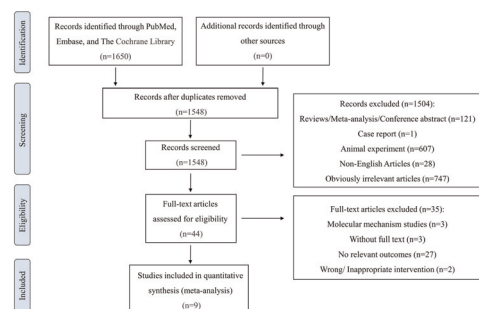 Identification
Records identified through PubMed,
Embase, and The Cochrane Library
(n=1650)
Additional records identified through
other sources
(n=0)
Screening
Records after duplicates removed
(n=1548)
Records screened
(n=1548)
Records excluded (n=1504):
Reviews/Meta-analysis/Conference abstract (n=121)
Case report (n=1)
Animal experiment (n=607)
Non-English Articles (n=28)
Obviously irrelevant articles (n=747)
Eligibility
Full-text articles
assessed for eligibility
(n=44)
Full-text articles excluded (n=35):
Molecular mechanism studies (n=3)
Without full text (n=3)
No relevant outcomes (n=27)
Wrong/ Inappropriate intervention (n=2)
Included
Studies included in quantitative
synthesis (meta-analysis)
(n=9)